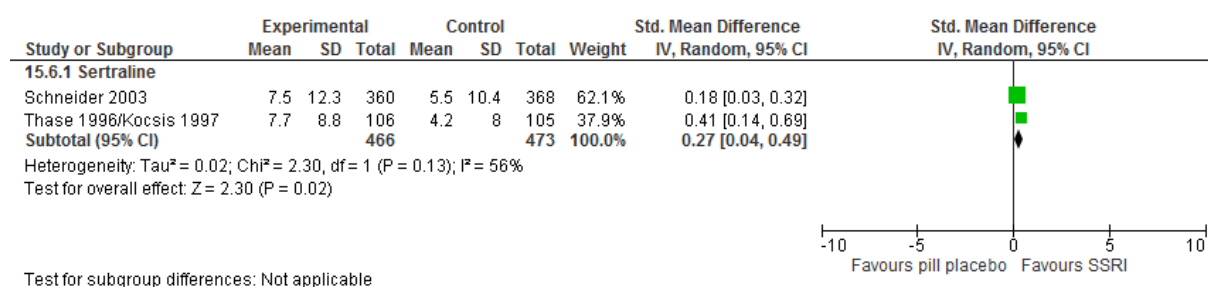 Experimental Control Std. Mean Difference Std. Mean Difference
Study or Subgroup Mean SD Total Mean SD Total Weight IV, Random, 95% CI IV, Random, 95% CI
15.6.1 Sertraline
Schneider 2003 7.5 12.3 360 5.5 10.4 368 62.1% 0.18 [0.03, 0.32]
Thase 1996/Kocsis 1997 7.7 8.8 106 4.2 8 105 37.9% 0.41 [0.14, 0.69]
Subtotal (95% CI) 466 473 100.0% 0.27 [0.04, 0.49]
Heterogeneity: Tau² = 0.02; Chi² = 2.30, df = 1 (P = 0.13); I² = 56%
Test for overall effect: Z = 2.30 (P = 0.02)
-10 -5 0 5 10
Favours pill placebo Favours SSRI
Test for subgroup differences: Not applicable